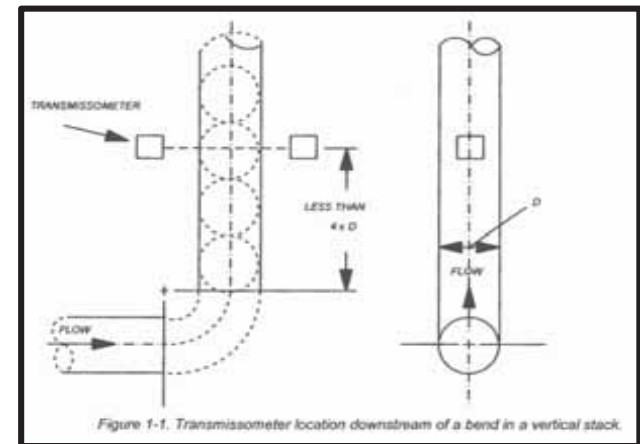 TRANSMISSOMETER
LESS THAN
4 x D
D
FLOW
FLOW
Figure 1-1. Transmissometer location downstream of a bend in a vertical stack.